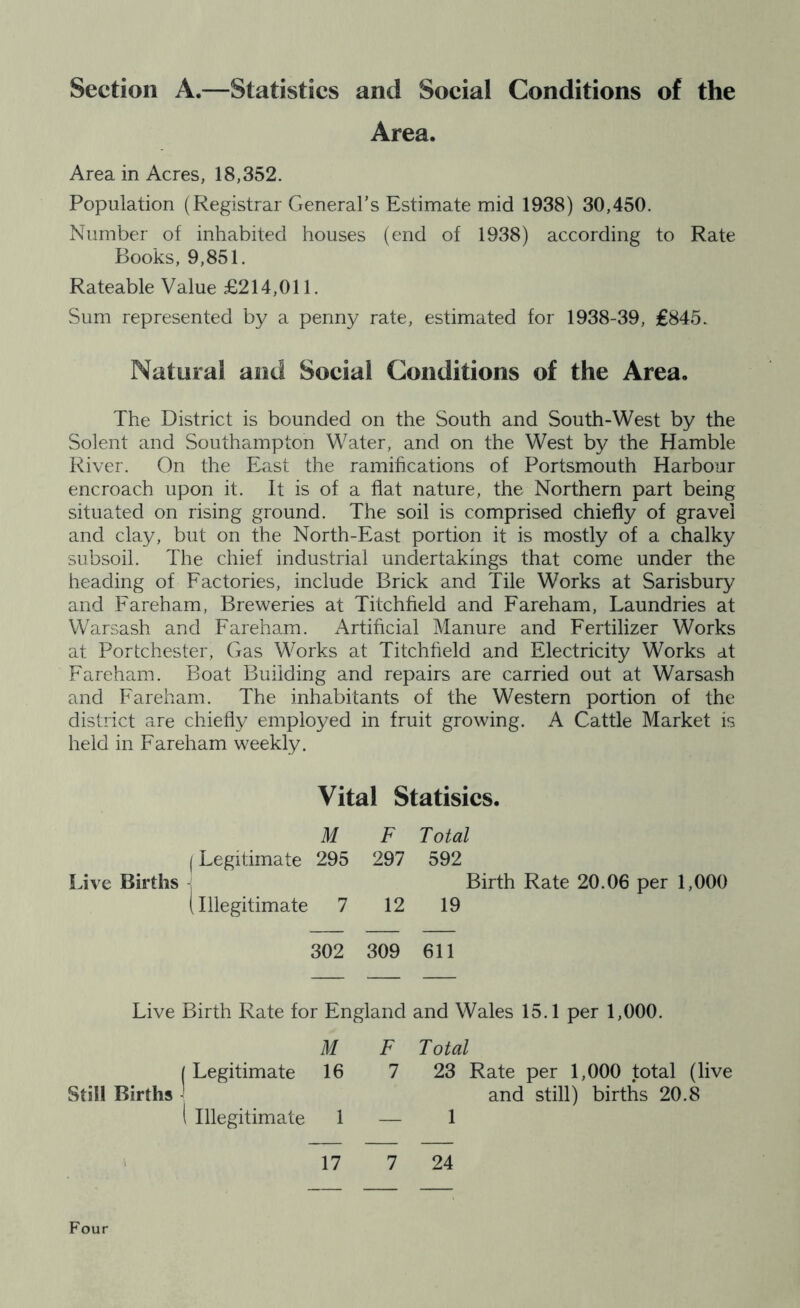 Section A.—Statistics and Social Conditions of the
Area.
Area in Acres, 18,352.
Population (Registrar General's Estimate mid 1938) 30,450.
Number of inhabited houses (end of 1938) according to Rate
Books, 9,851.
Rateable Value £214,011.
Sum represented by a penny rate, estimated for 1938-39, £845.
Natural and Social Conditions of the Area.
The District is bounded on the South and South-West by the
Solent and Southampton Water, and on the West by the Hamble
River. On the East the ramifications of Portsmouth Harbour
encroach upon it. It is of a flat nature, the Northern part being
situated on rising ground. The soil is comprised chiefly of gravel
and clay, but on the North-East portion it is mostly of a chalky
subsoil. The chief industrial undertakings that come under the
heading of Factories, include Brick and Tile Works at Sarisbury
and Fareham, Breweries at Titchfield and Fareham, Laundries at
Warsash and Fareham. Artificial Manure and Fertilizer Works
at Portchester, Gas Works at Titchfield and Electricity Works at
Fareham. Boat Building and repairs are carried out at Warsash
and Fareham. The inhabitants of the Western portion of the
district are chiefly employed in fruit growing. A Cattle Market is
held in Fareham weekly.
Vital Statisics.
M F Total
Legitimate 295 297 592
Live Births Birth Rate 20.06 per 1,000
Illegitimate 7 12 19
302 309 611
Live Birth Rate for England and Wales 15.1 per 1,000.
M F Total
Legitimate 16 7 23 Rate per 1,000 total (live
Still Births and still) births 20.8
Illegitimate 1 — 1
17 7 24
Four